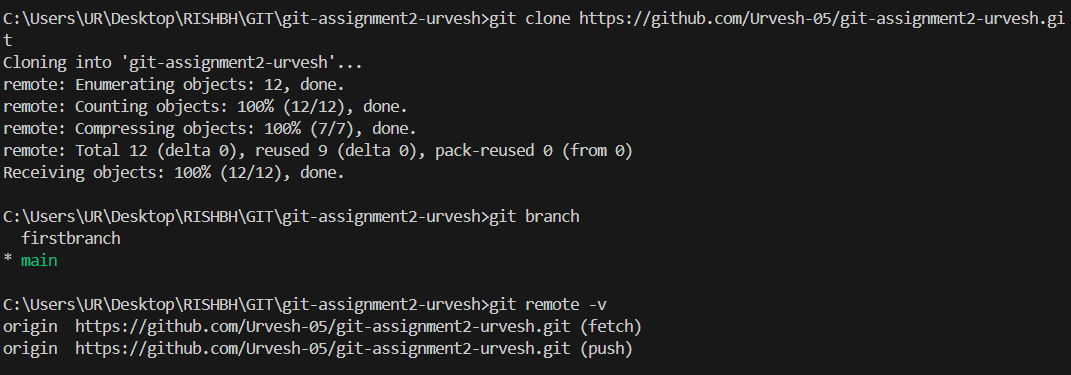 C:\Users\UR\Desktop\RISHBH\GIT\git-assignment2-urvesh>git clone https://github.com/Urvesh-05/git-assignment2-urvesh.gi
t
Cloning into 'git-assignment2-urvesh'...
remote: Enumerating objects: 12, done.
remote: Counting objects: 100% (12/12), done.
remote: Compressing objects: 100% (7/7), done.
remote: Total 12 (delta 0), reused 9 (delta 0), pack-reused 0 (from 0)
Receiving objects: 100% (12/12), done.
C:\Users\UR\Desktop\RISHBH\GIT\git-assignment2-urvesh>git branch
  firstbranch
* main
C:\Users\UR\Desktop\RISHBH\GIT\git-assignment2-urvesh>git remote -v
origin  https://github.com/Urvesh-05/git-assignment2-urvesh.git (fetch)
origin  https://github.com/Urvesh-05/git-assignment2-urvesh.git (push)